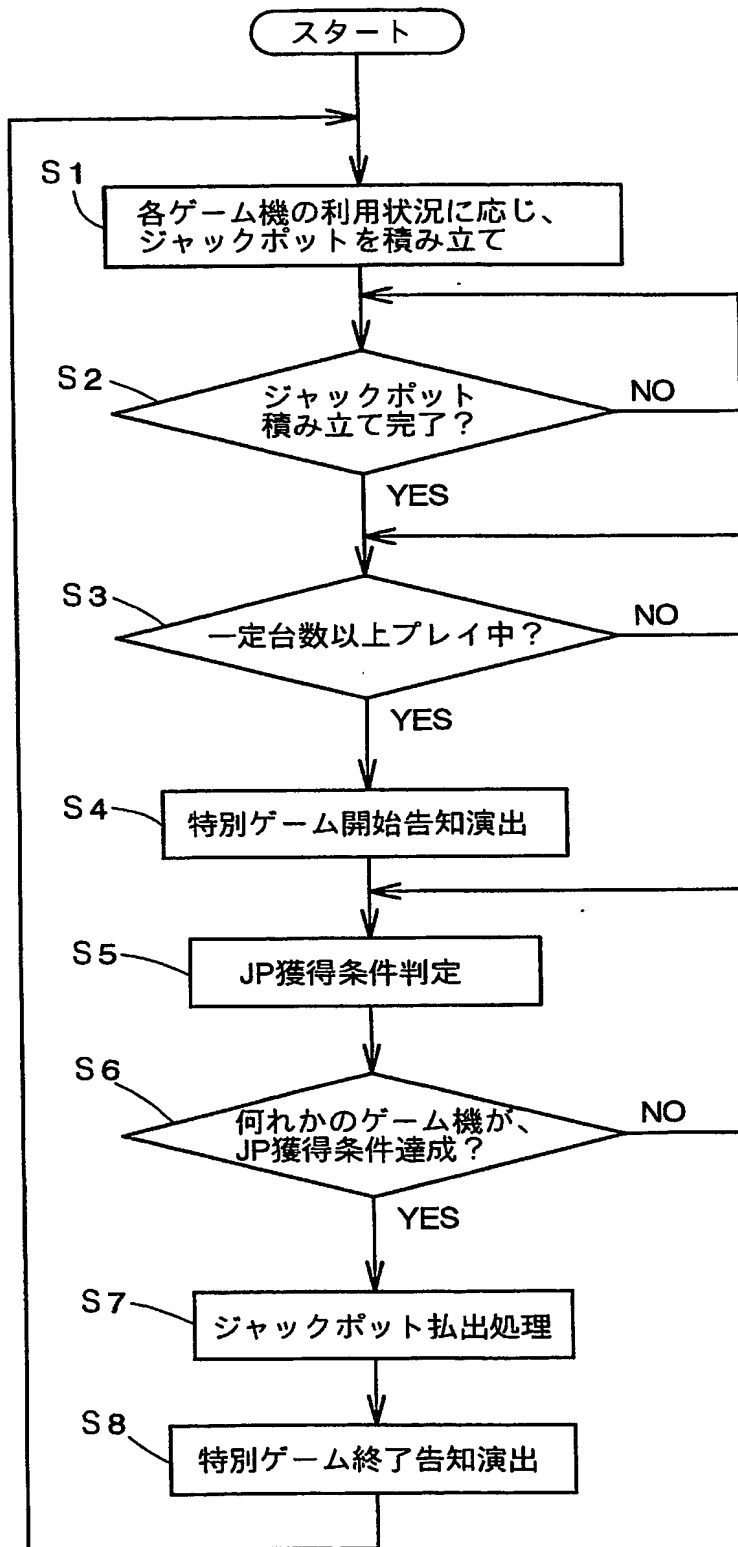 スタート
S1
各ゲーム機の利用状況に応じ、
ジャックポットを積み立て
S2
ジャックポット
積み立て完了？
NO
YES
S3
一定台数以上プレイ中？
NO
YES
S4
特別ゲーム開始告知演出
S5
JP獲得条件判定
S6
何れかのゲーム機が、
JP獲得条件達成？
NO
YES
S7
ジャックポット払出処理
S8
特別ゲーム終了告知演出